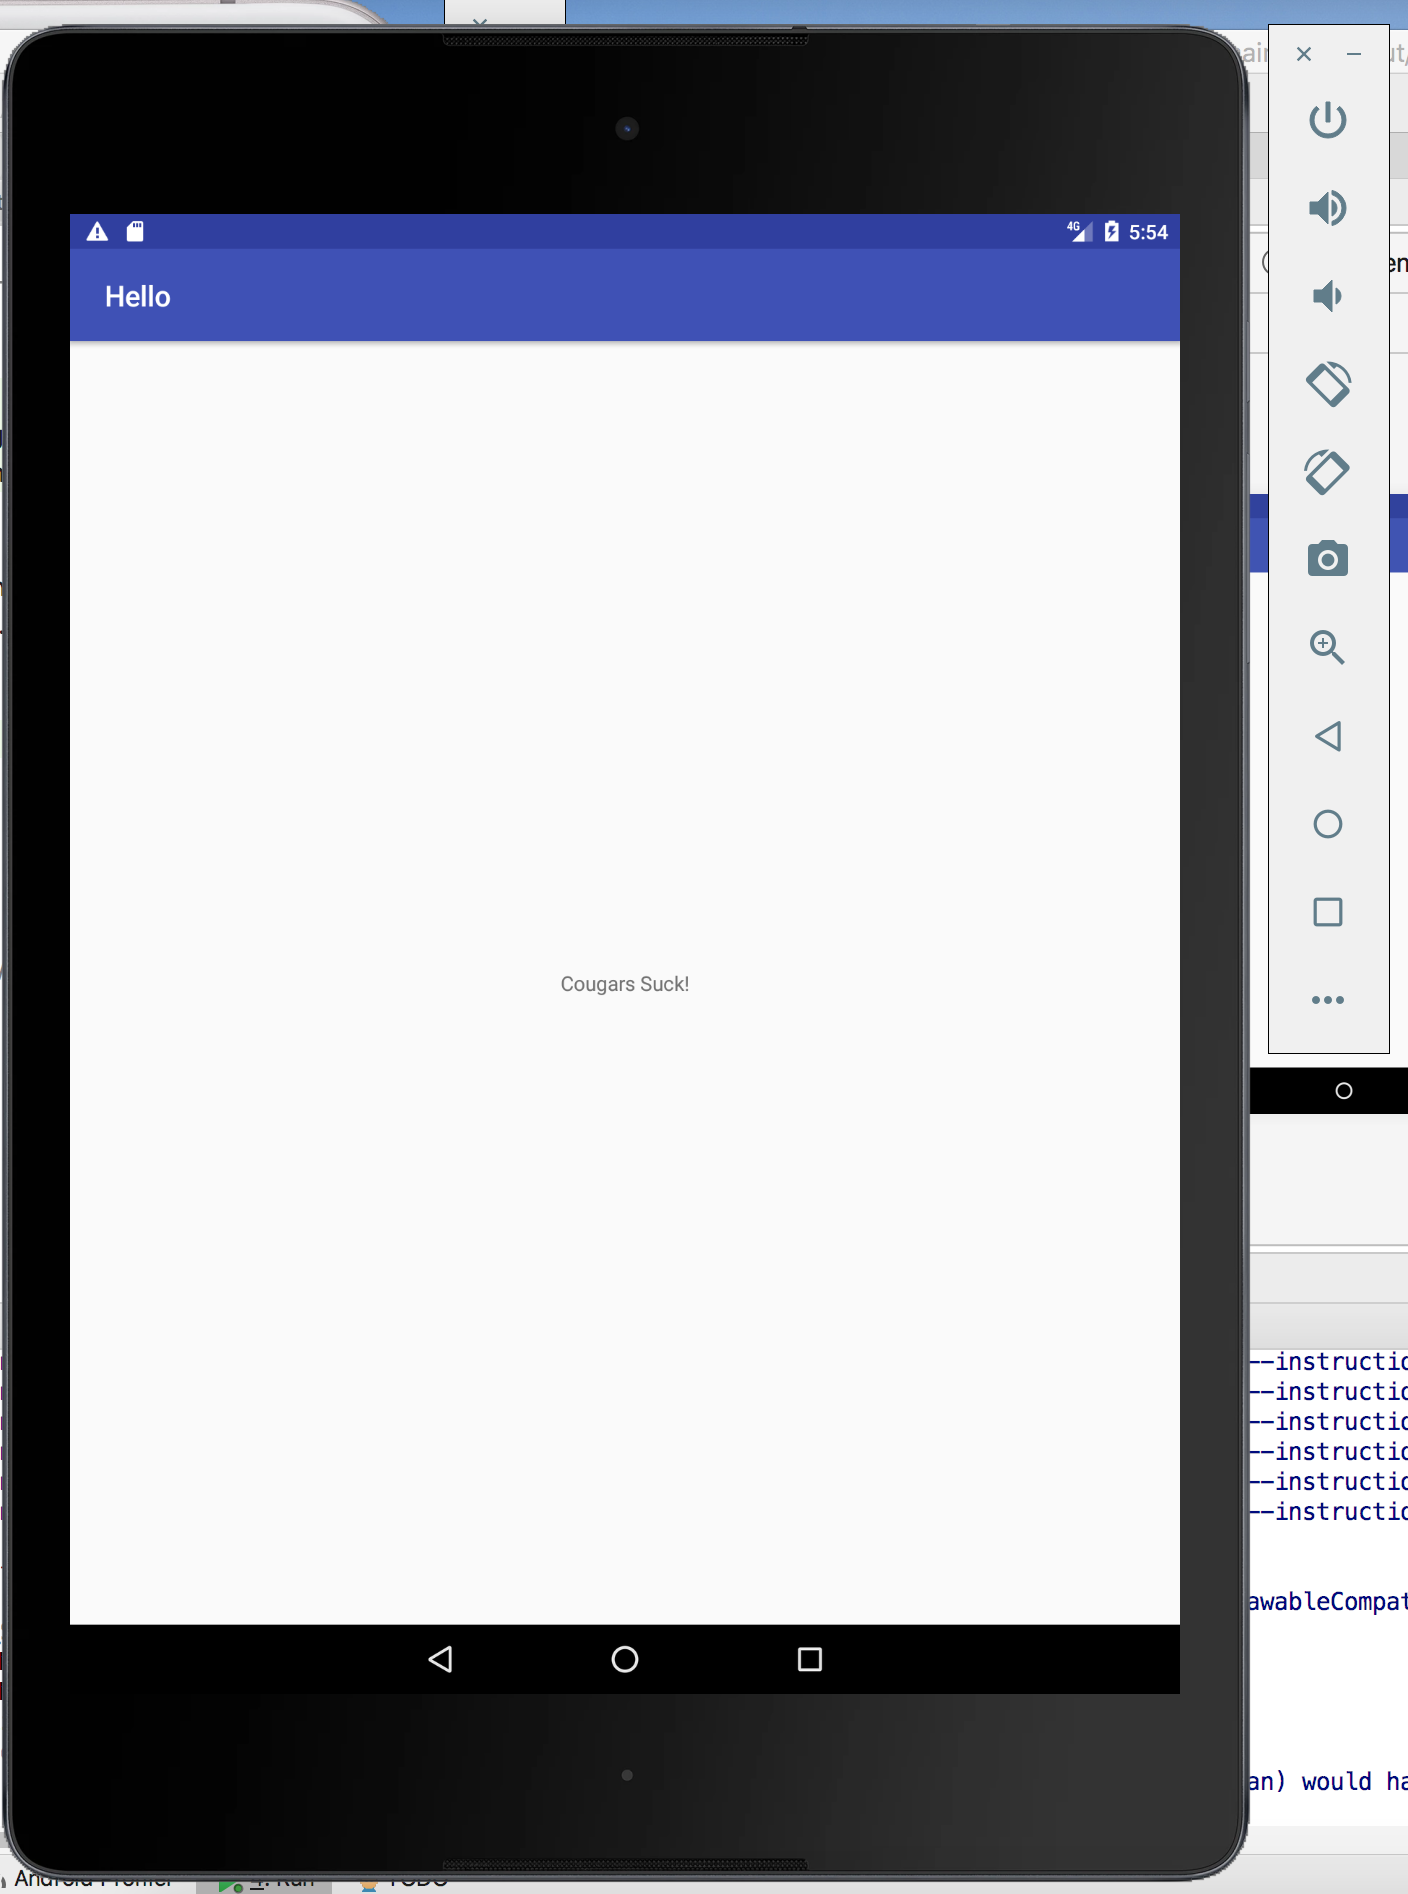 4G 5:54
Hello
Cougars Suck!
--instructio
--instructio
--instructio
--instructio
--instructio
--instructio
awableCompat
an) would ha
Android Profiler
4: Run
TODO